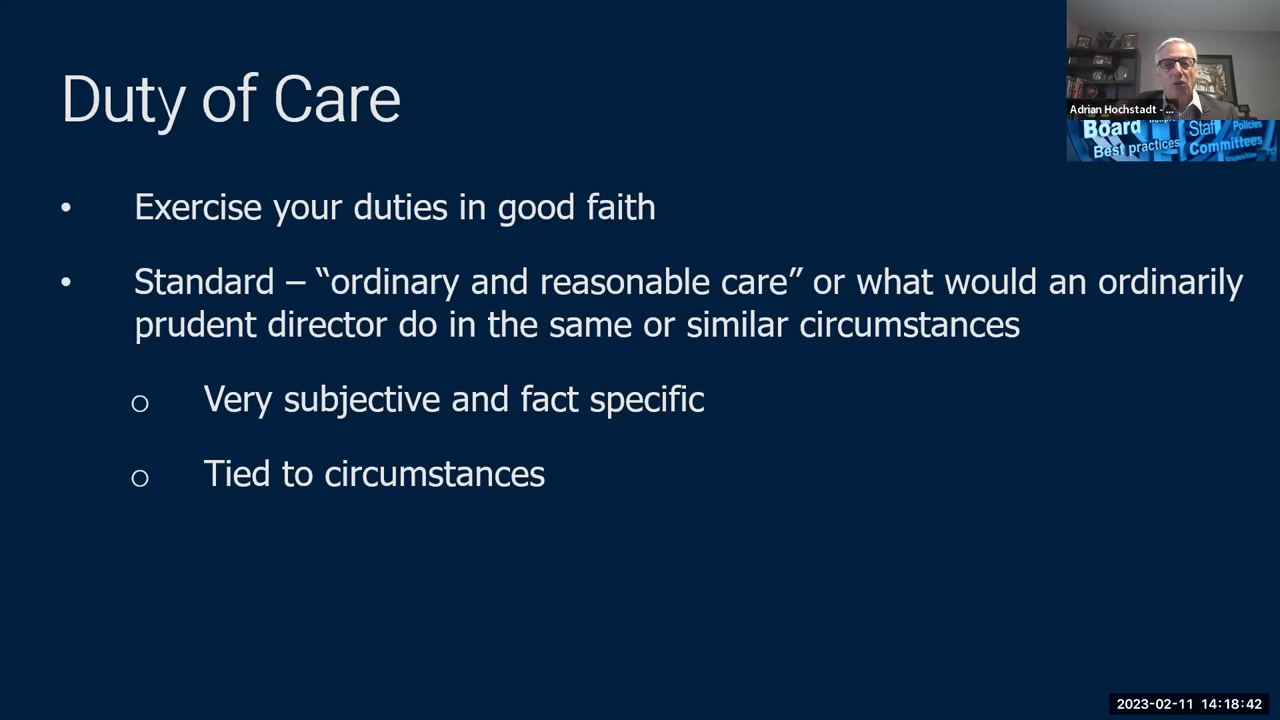 Duty of Care
Adrian Hochstadt - ...
Board Staff Policies
Best practices Committees
• Exercise your duties in good faith
• Standard – “ordinary and reasonable care” or what would an ordinarily
prudent director do in the same or similar circumstances
o Very subjective and fact specific
o Tied to circumstances
2023-02-11 14:18:42